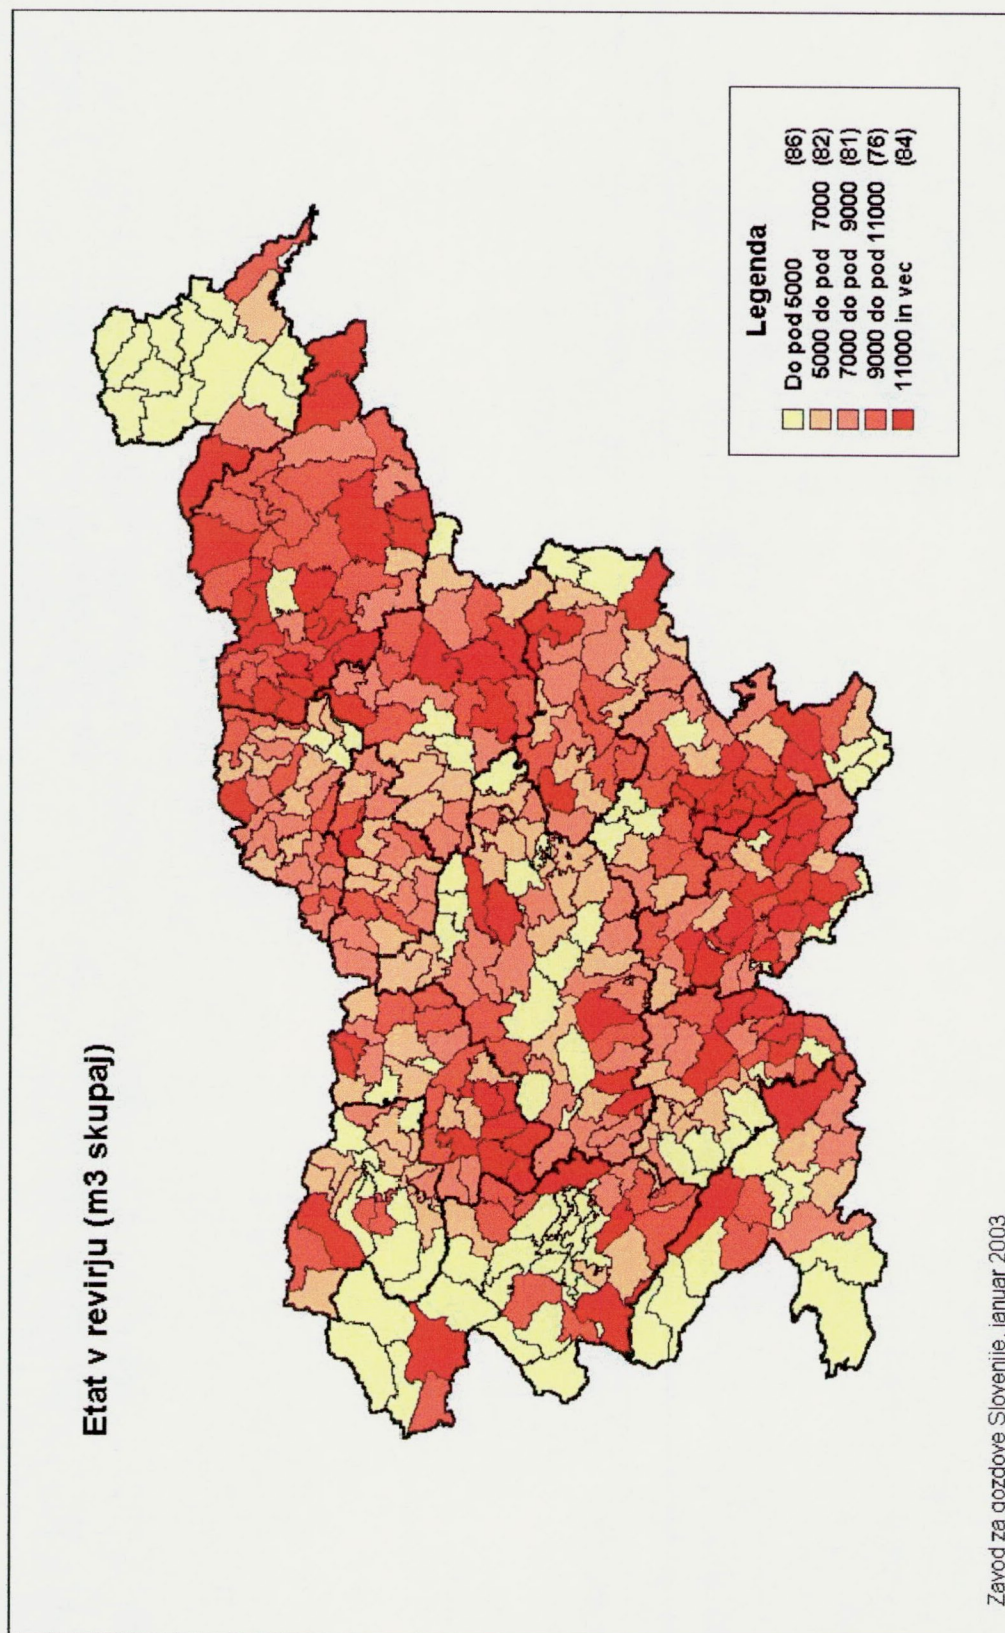 Etat v revirju (m3 skupaj)
Legenda
Do pod 5000 (86)
5000 do pod 7000 (82)
7000 do pod 9000 (81)
9000 do pod 11000 (76)
11000 in vec (84)
Zavod za gozdove Slovenije, januar 2003